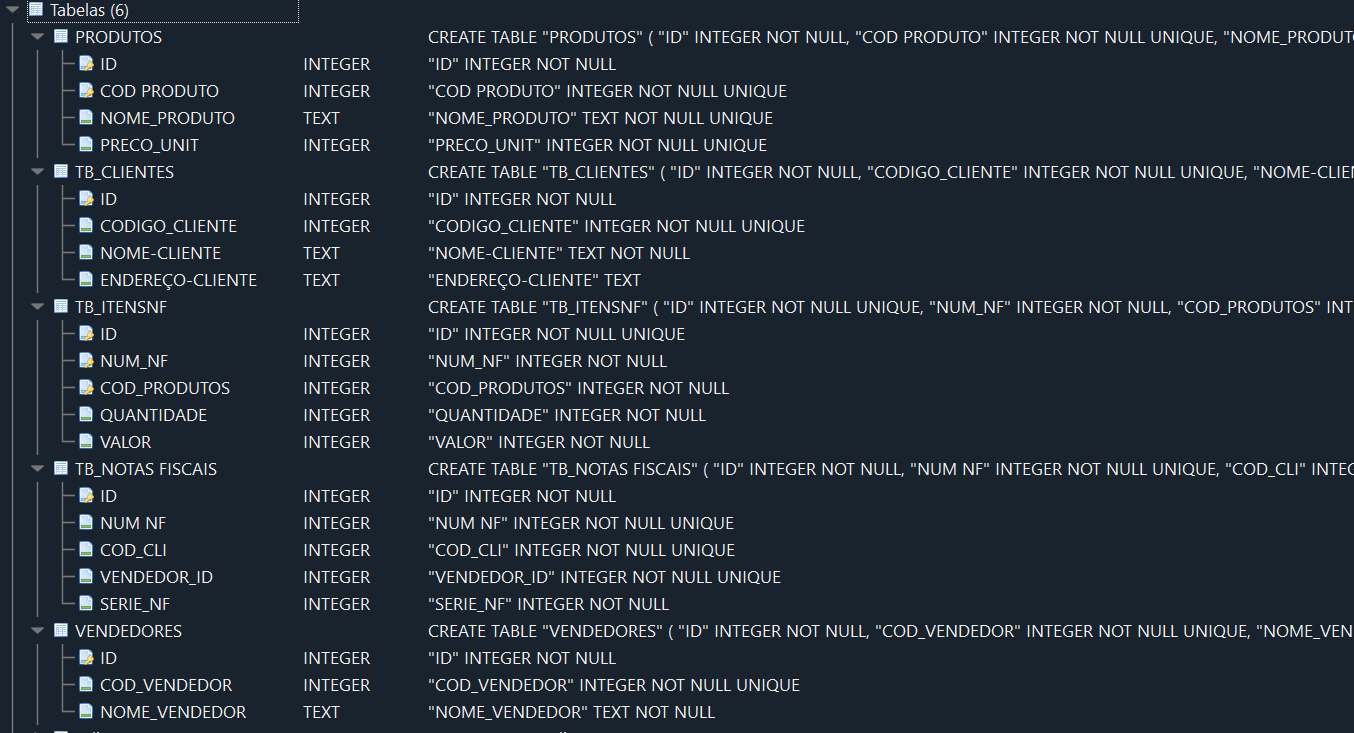 Tabelas (6)
PRODUTOS CREATE TABLE "PRODUTOS" ( "ID" INTEGER NOT NULL, "COD PRODUTO" INTEGER NOT NULL UNIQUE, "NOME_PRODUTO
ID INTEGER "ID" INTEGER NOT NULL
COD PRODUTO INTEGER "COD PRODUTO" INTEGER NOT NULL UNIQUE
NOME_PRODUTO TEXT "NOME_PRODUTO" TEXT NOT NULL UNIQUE
PRECO_UNIT INTEGER "PRECO_UNIT" INTEGER NOT NULL UNIQUE
TB_CLIENTES CREATE TABLE "TB_CLIENTES" ( "ID" INTEGER NOT NULL, "CODIGO_CLIENTE" INTEGER NOT NULL UNIQUE, "NOME-CLIEN
ID INTEGER "ID" INTEGER NOT NULL
CODIGO_CLIENTE INTEGER "CODIGO_CLIENTE" INTEGER NOT NULL UNIQUE
NOME-CLIENTE TEXT "NOME-CLIENTE" TEXT NOT NULL
ENDEREÇO-CLIENTE TEXT "ENDEREÇO-CLIENTE" TEXT
TB_ITENSNF CREATE TABLE "TB_ITENSNF" ( "ID" INTEGER NOT NULL UNIQUE, "NUM_NF" INTEGER NOT NULL, "COD_PRODUTOS" INT
ID INTEGER "ID" INTEGER NOT NULL UNIQUE
NUM_NF INTEGER "NUM_NF" INTEGER NOT NULL
COD_PRODUTOS INTEGER "COD_PRODUTOS" INTEGER NOT NULL
QUANTIDADE INTEGER "QUANTIDADE" INTEGER NOT NULL
VALOR INTEGER "VALOR" INTEGER NOT NULL
TB_NOTAS FISCAIS CREATE TABLE "TB_NOTAS FISCAIS" ( "ID" INTEGER NOT NULL, "NUM NF" INTEGER NOT NULL UNIQUE, "COD_CLI" INTEG
ID INTEGER "ID" INTEGER NOT NULL
NUM NF INTEGER "NUM NF" INTEGER NOT NULL UNIQUE
COD_CLI INTEGER "COD_CLI" INTEGER NOT NULL UNIQUE
VENDEDOR_ID INTEGER "VENDEDOR_ID" INTEGER NOT NULL UNIQUE
SERIE_NF INTEGER "SERIE_NF" INTEGER NOT NULL
VENDEDORES CREATE TABLE "VENDEDORES" ( "ID" INTEGER NOT NULL, "COD_VENDEDOR" INTEGER NOT NULL UNIQUE, "NOME_VEN
ID INTEGER "ID" INTEGER NOT NULL
COD_VENDEDOR INTEGER "COD_VENDEDOR" INTEGER NOT NULL UNIQUE
NOME_VENDEDOR TEXT "NOME_VENDEDOR" TEXT NOT NULL